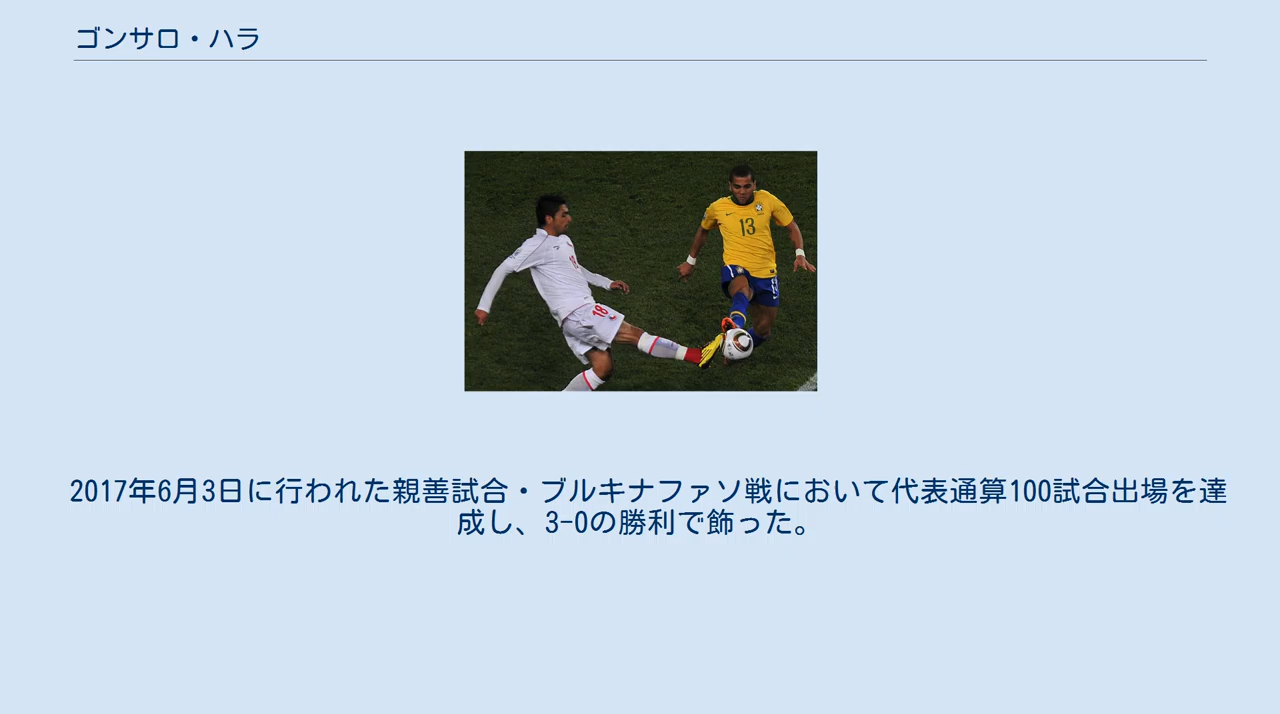 ゴンサロ・ハラ
13
18
2017年6月3日に行われた親善試合・ブルキナファソ戦において代表通算100試合出場を達
成し、3-0の勝利で飾った。